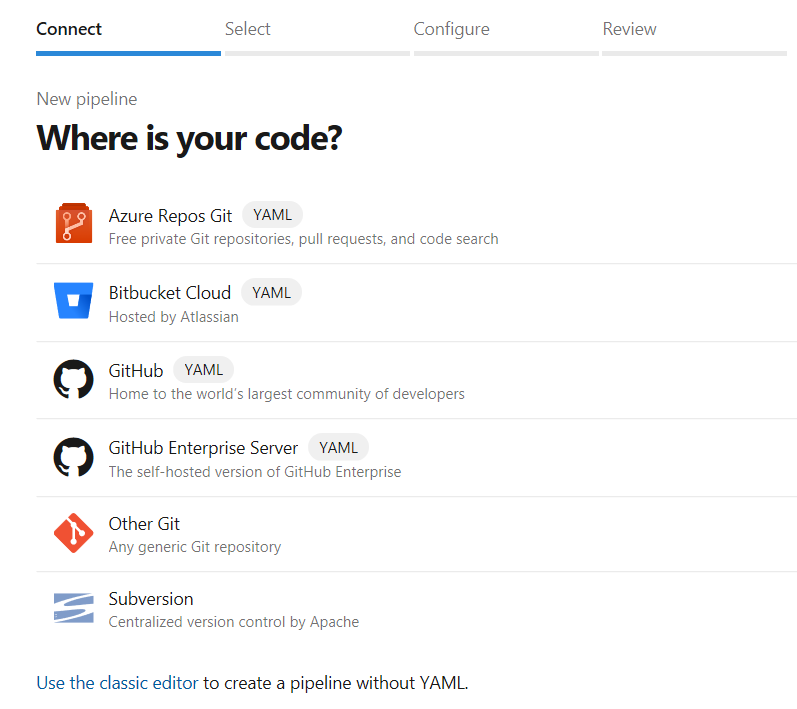 Connect Select Configure Review
New pipeline
Where is your code?
Azure Repos Git YAML
Free private Git repositories, pull requests, and code search
Bitbucket Cloud YAML
Hosted by Atlassian
GitHub YAML
Home to the world's largest community of developers
GitHub Enterprise Server YAML
The self-hosted version of GitHub Enterprise
Other Git
Any generic Git repository
Subversion
Centralized version control by Apache
Use the classic editor to create a pipeline without YAML.